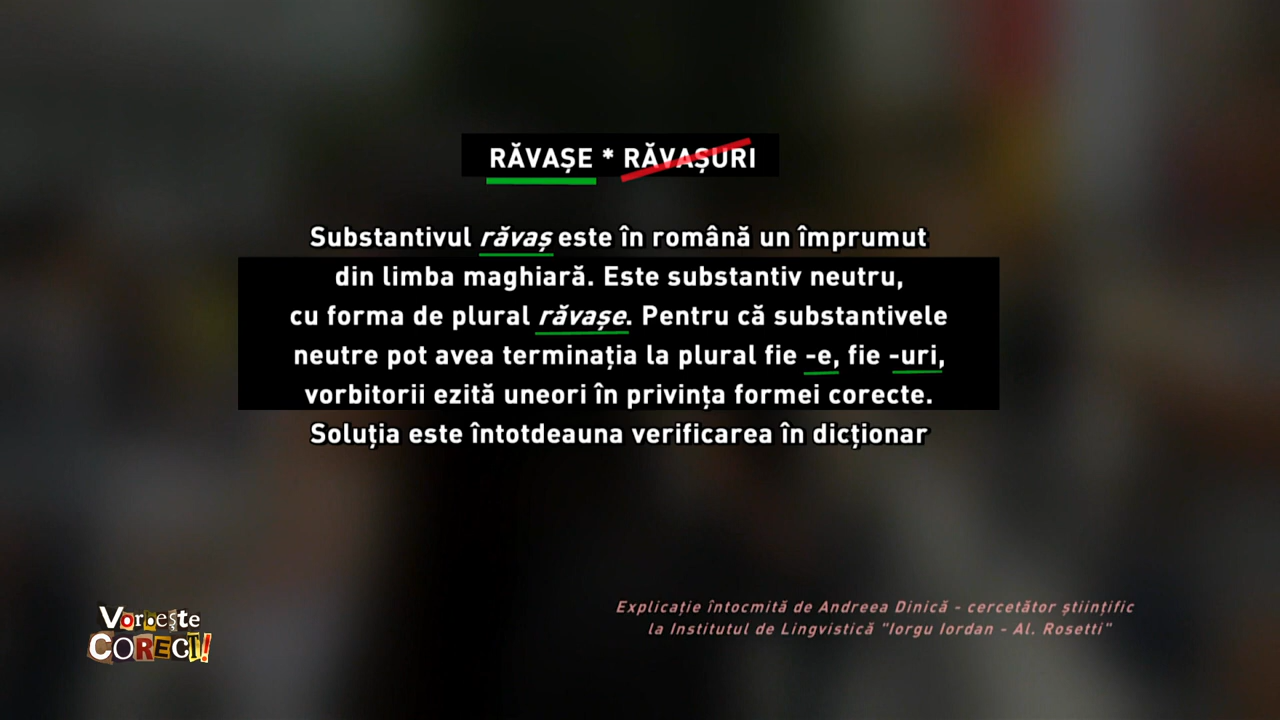 RĂVAȘE * RĂVAȘURI
Substantivul răvaș este în română un împrumut
din limba maghiară. Este substantiv neutru,
cu forma de plural răvașe. Pentru că substantivele
neutre pot avea terminația la plural fie -e, fie -uri,
vorbitorii ezită uneori în privința formei corecte.
Soluția este întotdeauna verificarea în dicționar
Explicație întocmită de Andreea Dinică - cercetător științific
la Institutul de Lingvistică "Iorgu Iordan - Al. Rosetti"
Vorbește
CORECT!